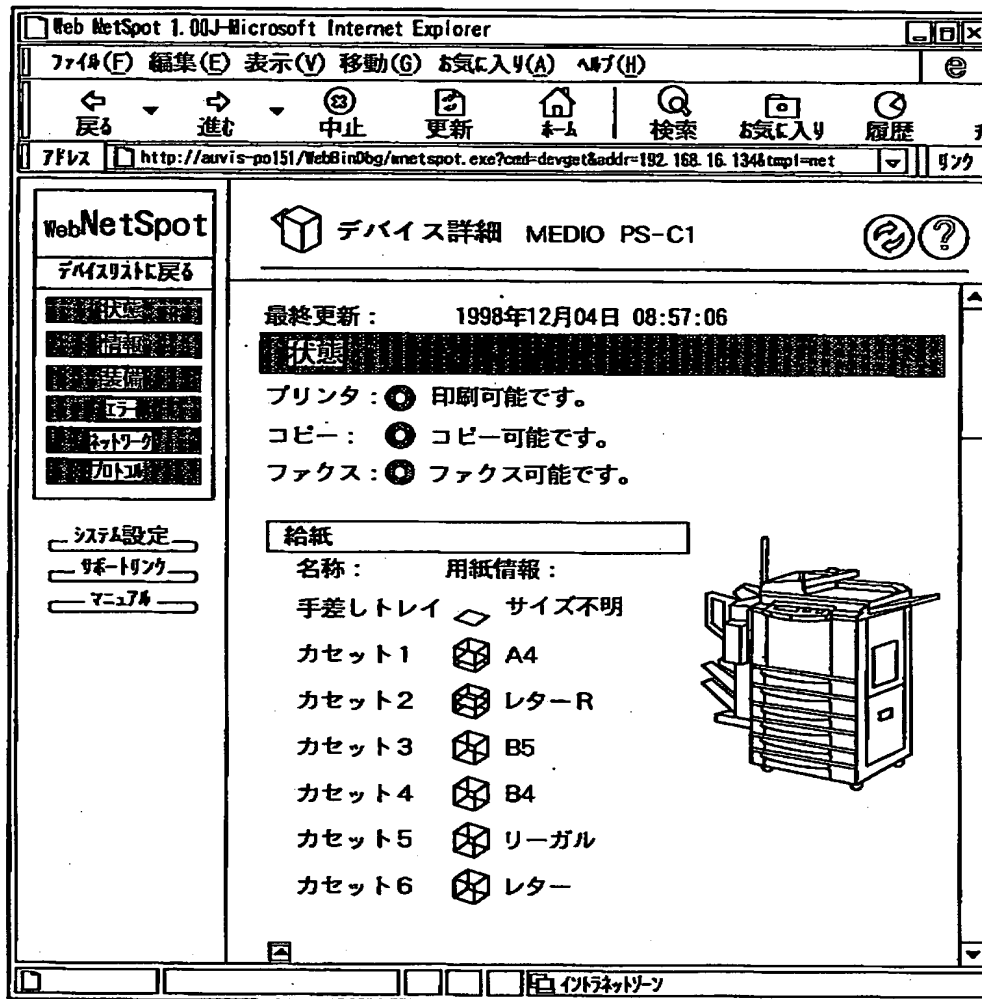 Web NetSpot 1.00J-Microsoft Internet Explorer
ファイル(F) 編集(E) 表示(V) 移動(G) お気に入り(A) ヘルプ(H)
戻る 進む 中止 更新 ホーム 検索 お気に入り 履歴
アドレス http://auvis-po151/WebBinDbg/wnetspot.exe?cmd=devget&addr=192.168.16.134&tmpl=net リンク
WebNetSpot
デバイスリストに戻る
状態
情報
装備
エラー
ネットワーク
プロトコル
システム設定
サポートリンク
マニュアル
デバイス詳細 MEDIO PS-C1
最終更新: 1998年12月04日 08:57:06
状態
プリンタ: 印刷可能です。
コピー: コピー可能です。
ファクス: ファクス可能です。
給紙
名称: 用紙情報:
手差しトレイ サイズ不明
カセット1 A4
カセット2 レターR
カセット3 B5
カセット4 B4
カセット5 リーガル
カセット6 レター
イントラネットゾーン